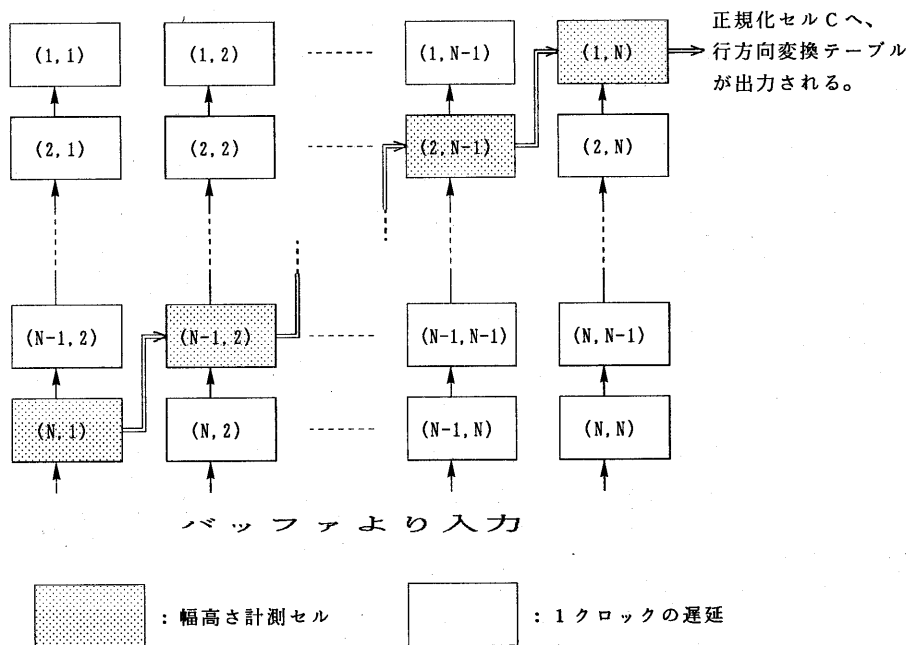 正規化セルCへ、
行方向変換テーブル
が出力される。
(1,1) (1,2) (1,N-1) (1,N)
(2,1) (2,2) (2,N-1) (2,N)
(N-1,2) (N-1,2) (N-1,N-1) (N,N-1)
(N,1) (N,2) (N-1,N) (N,N)
バッファより入力
：幅高さ計測セル ：1クロックの遅延